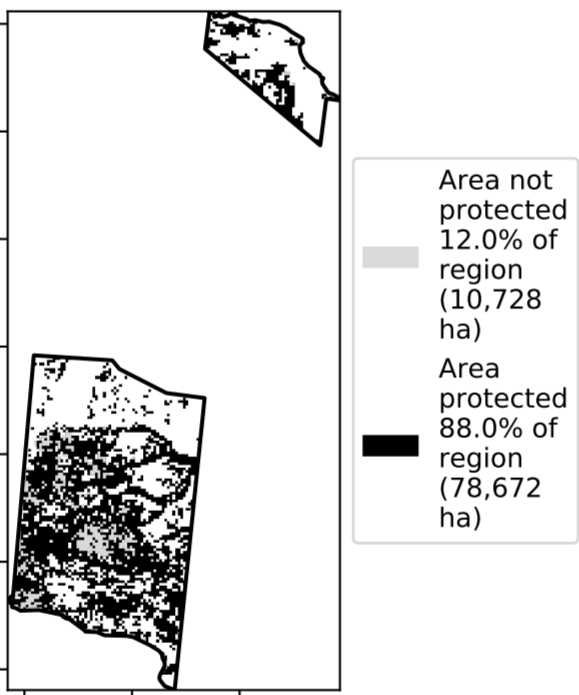 Area not
protected
12.0% of
region
(10,728
ha)
Area
protected
88.0% of
region
(78,672
ha)